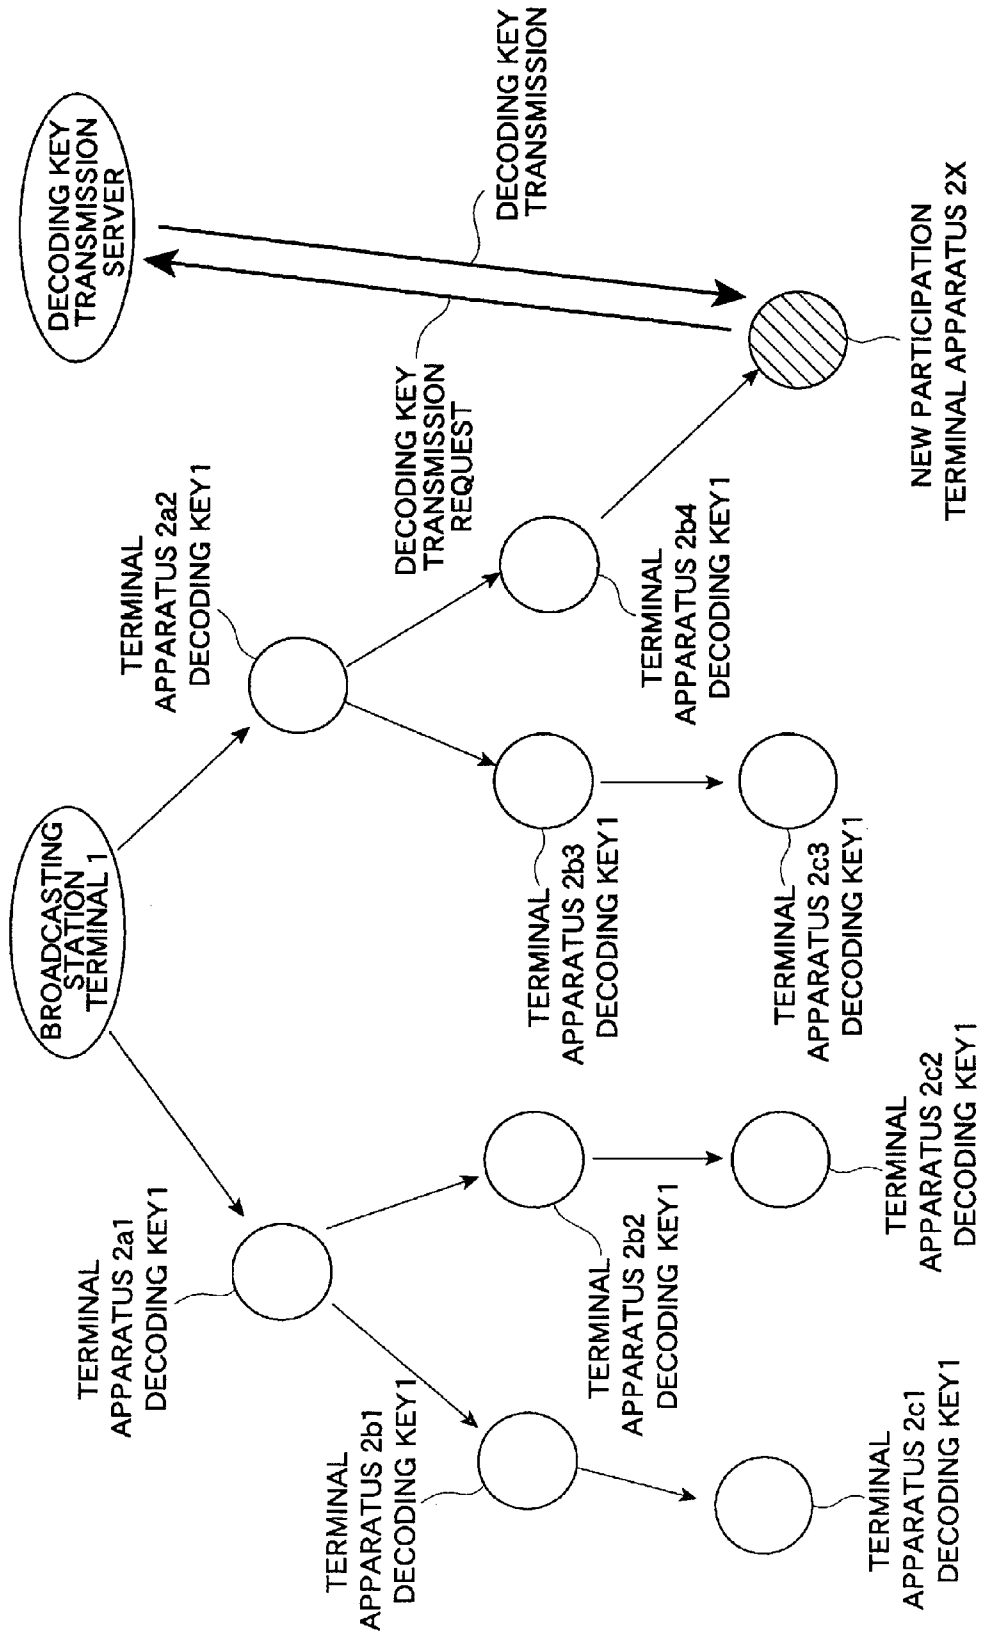 BROADCASTING
STATION
TERMINAL 1
DECODING KEY
TRANSMISSION
SERVER
TERMINAL
APPARATUS 2a1
DECODING KEY1
TERMINAL
APPARATUS 2a2
DECODING KEY1
DECODING KEY
TRANSMISSION
REQUEST
DECODING KEY
TRANSMISSION
TERMINAL
APPARATUS 2b1
DECODING KEY1
TERMINAL
APPARATUS 2b2
DECODING KEY1
TERMINAL
APPARATUS 2b3
DECODING KEY1
TERMINAL
APPARATUS 2b4
DECODING KEY1
TERMINAL
APPARATUS 2c1
DECODING KEY1
TERMINAL
APPARATUS 2c2
DECODING KEY1
TERMINAL
APPARATUS 2c3
DECODING KEY1
NEW PARTICIPATION
TERMINAL APPARATUS 2X